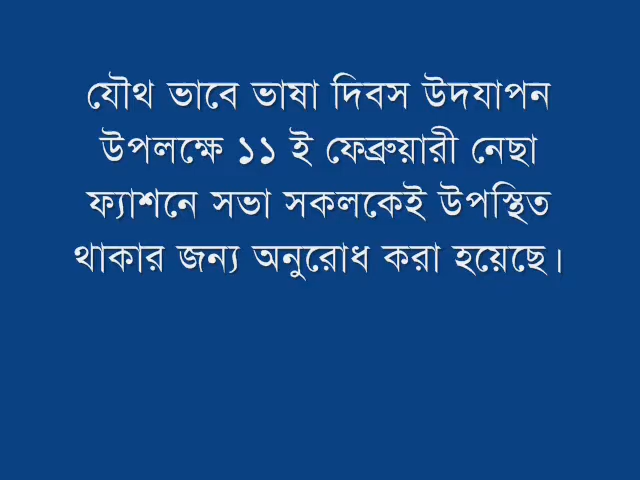 যৌথ ভাবে ভাষা দিবস উদযাপন
উপলক্ষে ১১ ই ফেব্রুয়ারী নেছা
ফ্যাশনে সভা সকলকেই উপস্থিত
থাকার জন্য অনুরোধ করা হয়েছে।